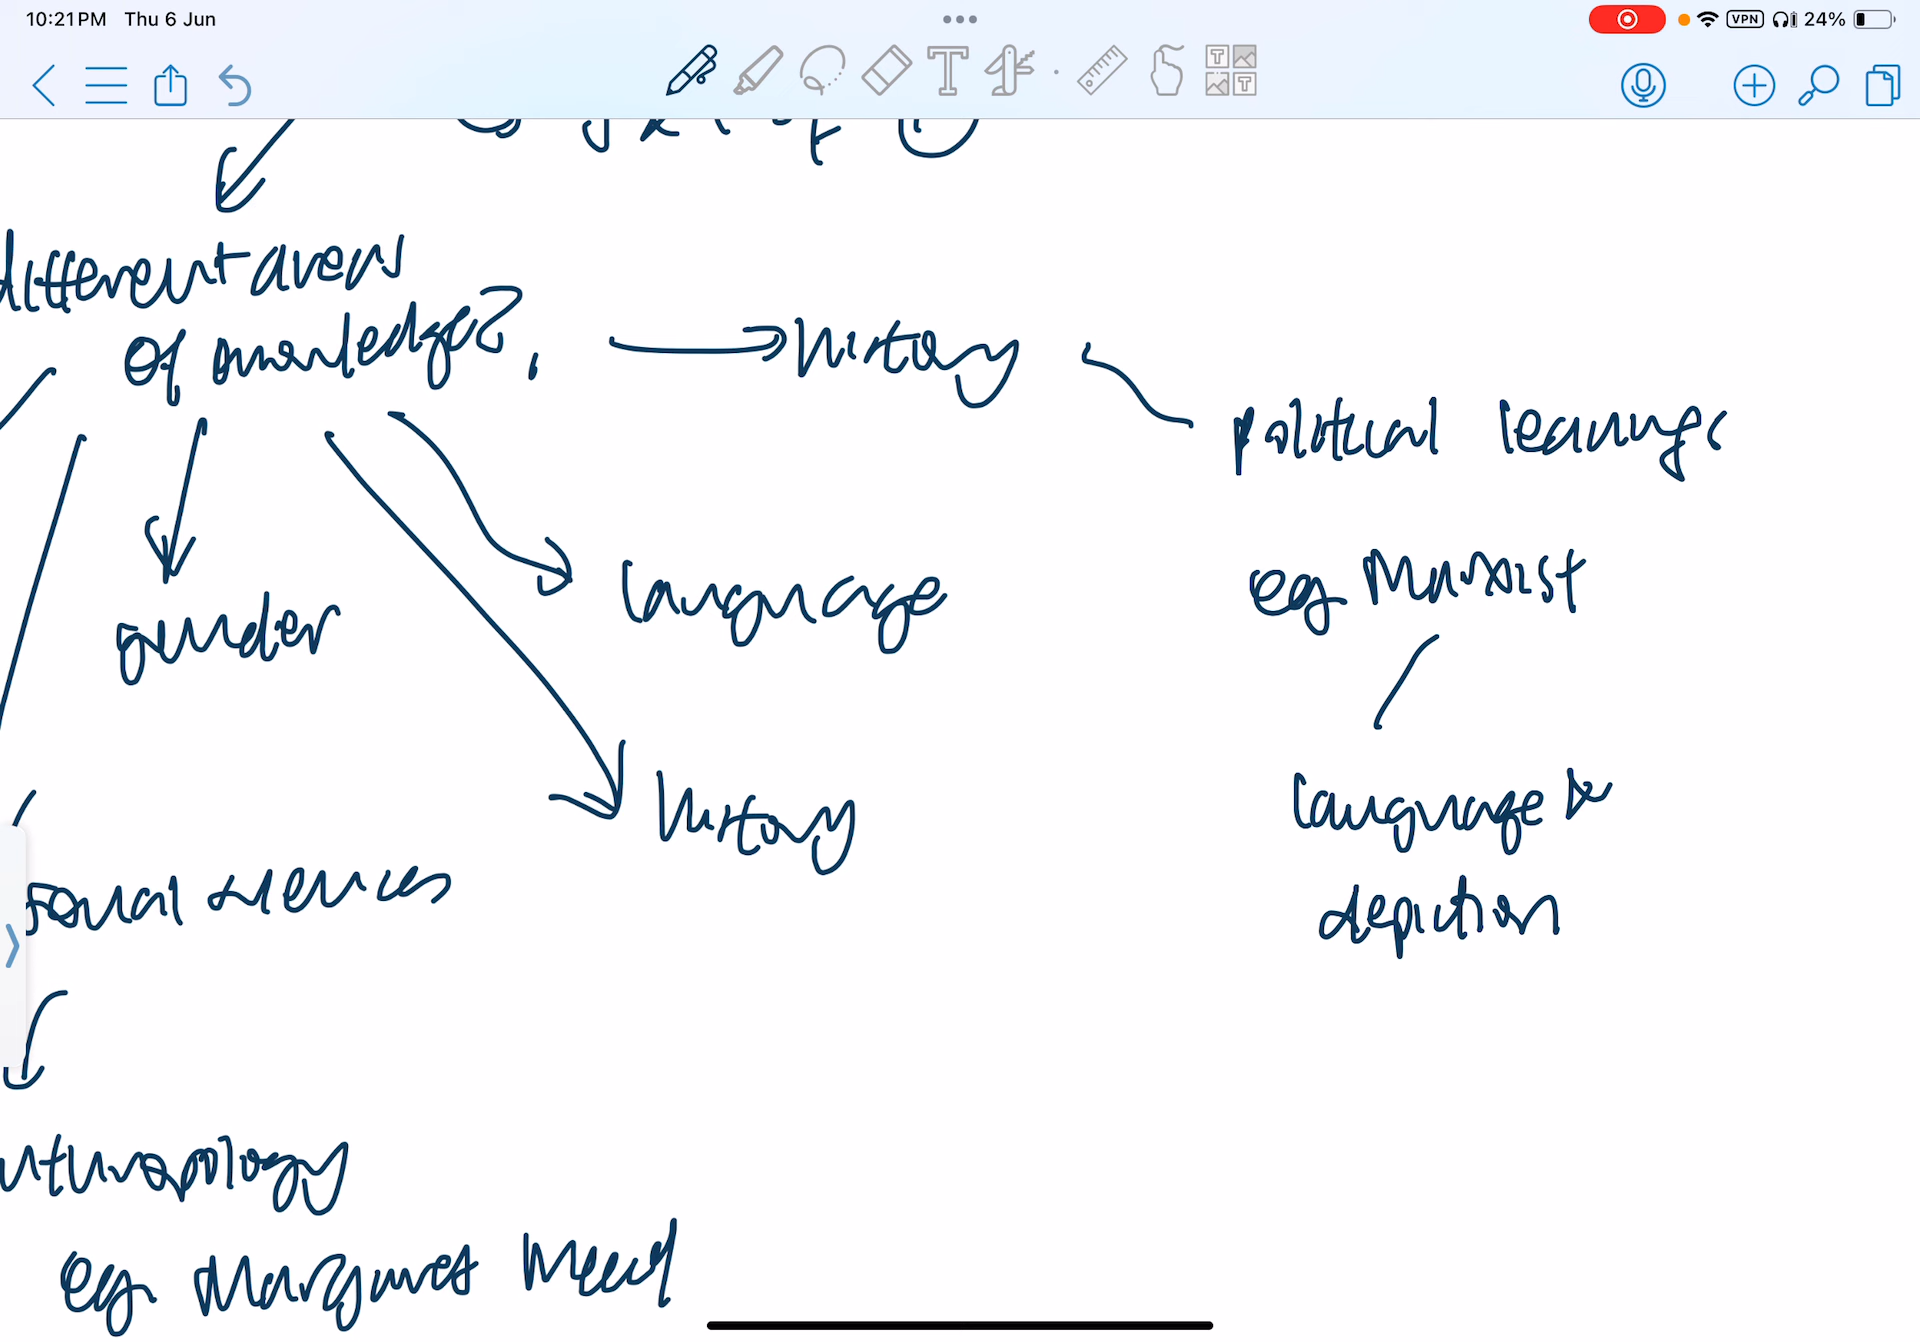 10:21 PM Thu 6 Jun
VPN 24%
different areas
of knowledge?
history
political leanings
eg Marxist
language &
depiction
language
gender
history
social sciences
anthropology
eg Margaret Mead